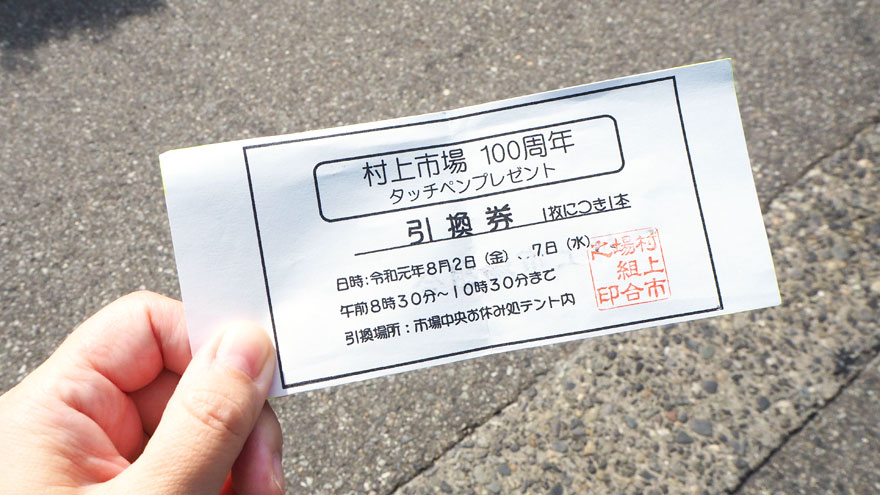 村上市場 100周年
タッチペンプレゼント
引換券 1枚につき1本
日時:令和元年8月2日(金)、7日(水)
午前8時30分〜10時30分まで
引換場所:市場中央お休み処テント内
村上市
場組合
之印